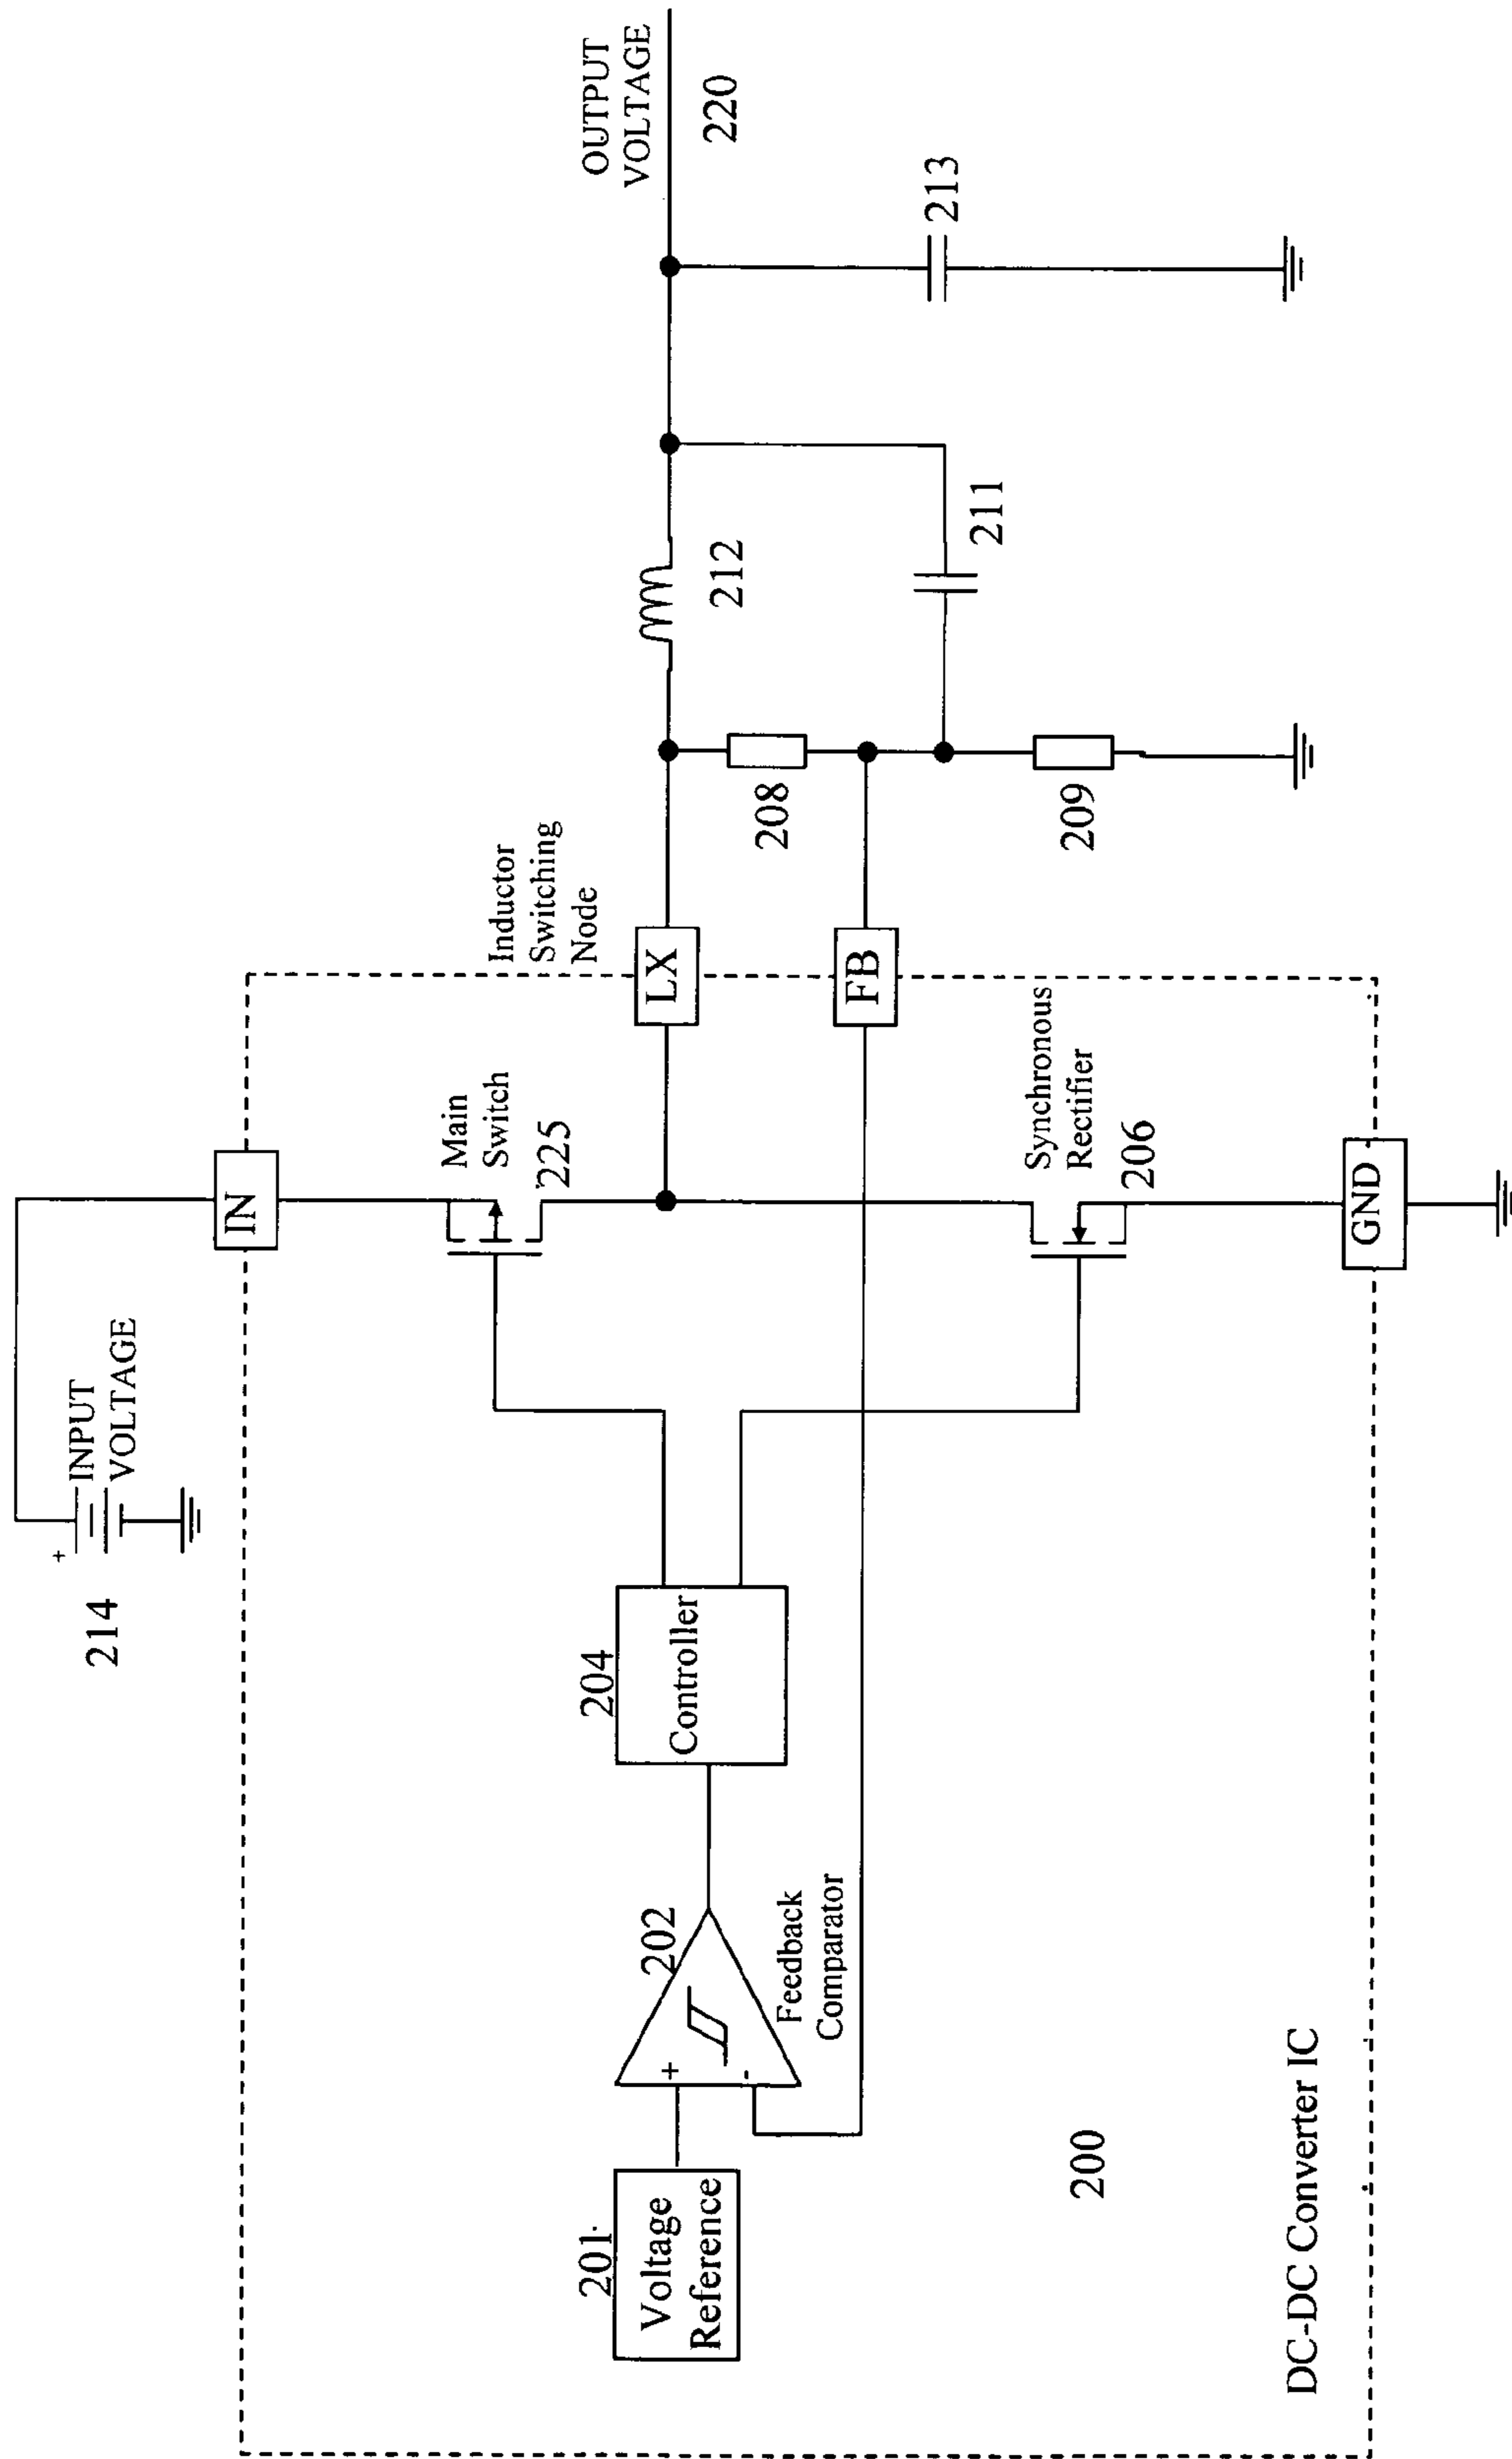 214
+
INPUT
VOLTAGE
IN
Main
Switch
225
Inductor
Switching
Node
LX
FB
OUTPUT
VOLTAGE
220
212
211
213
208
209
201
Voltage
Reference
202
+
-
Feedback
Comparator
204
Controller
Synchronous
Rectifier
206
GND
200
DC-DC Converter IC